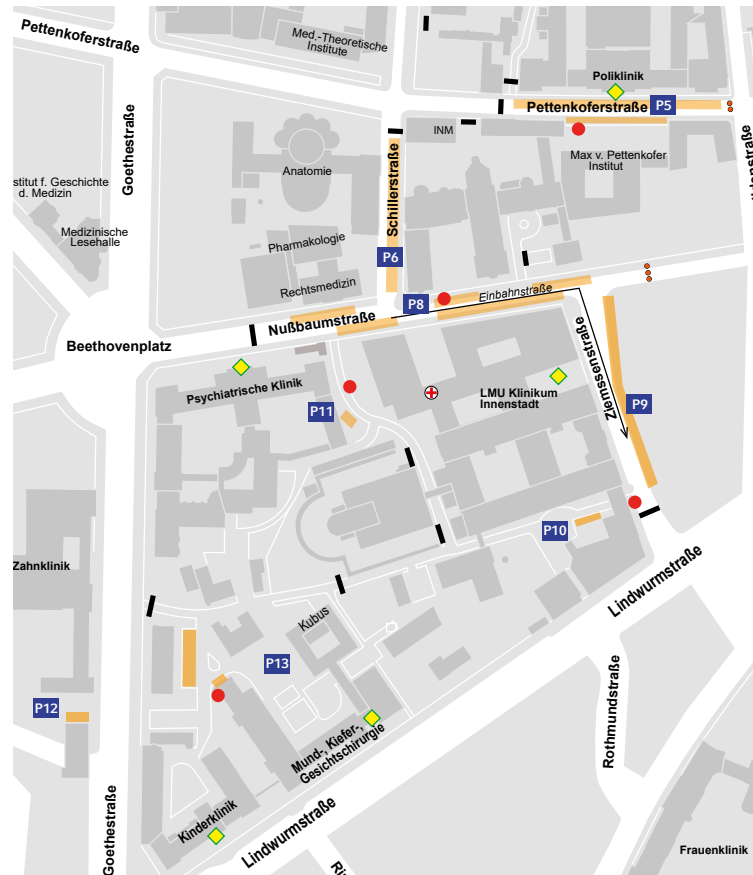 Pettenkoferstraße
Med.-Theoretische
Institute
Poliklinik
Pettenkoferstraße
P5
Goethestraße
INM
Anatomie
Schillerstraße
Max v. Pettenkofer
Institut
stitut f. Geschichte
d. Medizin
Medizinische
Lesehalle
Pharmakologie
P6
Rechtsmedizin
P8
Einbahnstraße
Nußbaumstraße
Beethovenplatz
Psychiatrische Klinik
LMU Klinikum
Innenstadt
Ziemssenstraße
P9
P11
P10
Zahnklinik
Lindwurmstraße
Kubus
P13
P12
Rothmundstraße
Mund-, Kiefer-,
Gesichtschirurgie
Kinderklinik
Lindwurmstraße
Goethestraße
Frauenklinik